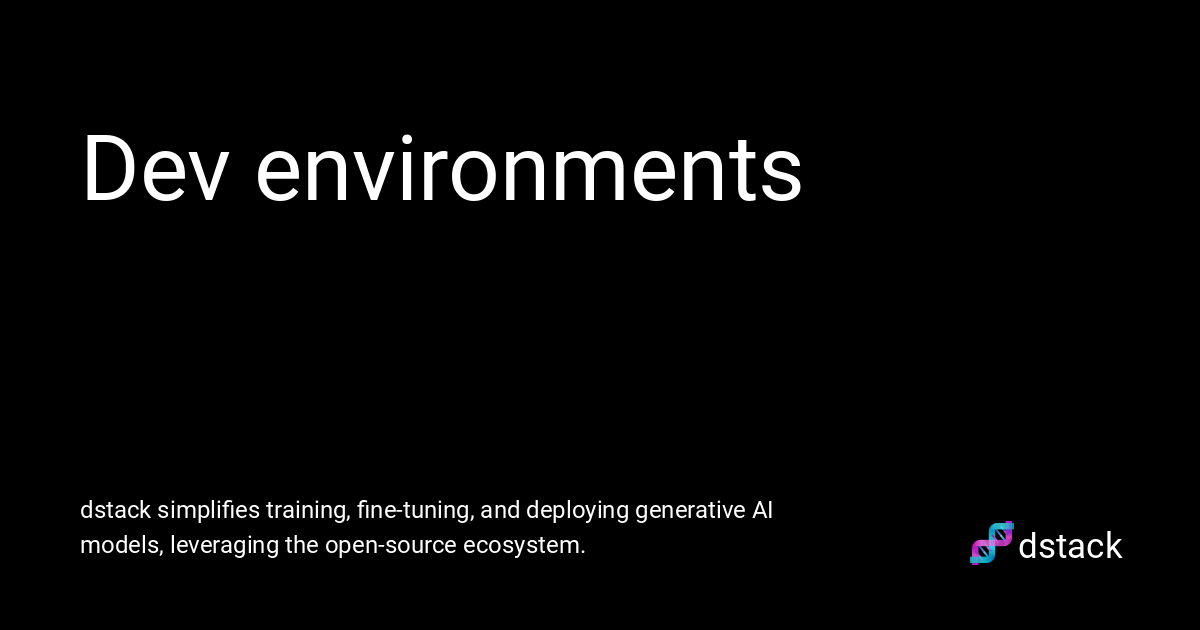 Dev environments
dstack simplifies training, fine-tuning, and deploying generative AI
models, leveraging the open-source ecosystem.
dstack